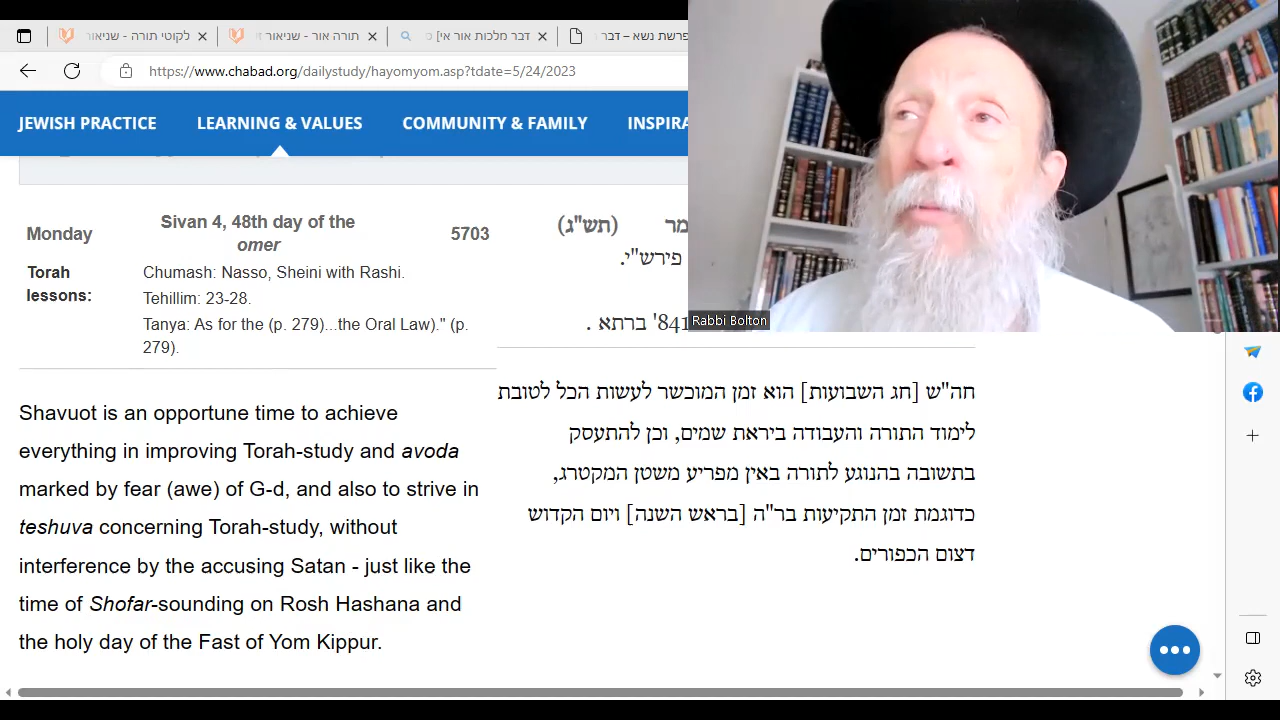 לקוטי תורה - שניאור
תורה אור - שניאור
דבר מלכות אור אי] כ
פרשת נשא – דבר
https://www.chabad.org/dailystudy/hayomyom.asp?tdate=5/24/2023
JEWISH PRACTICE LEARNING & VALUES COMMUNITY & FAMILY INSPIRA
Monday
Sivan 4, 48th day of the
omer
5703
מר (תש"ג)
Torah
lessons:
Chumash: Nasso, Sheini with Rashi.
Tehillim: 23-28.
Tanya: As for the (p. 279)...the Oral Law)." (p.
279).
פירש"י.
841' ברתא .
Rabbi Bolton
Shavuot is an opportune time to achieve
everything in improving Torah-study and avoda
marked by fear (awe) of G-d, and also to strive in
teshuva concerning Torah-study, without
interference by the accusing Satan - just like the
time of Shofar-sounding on Rosh Hashana and
the holy day of the Fast of Yom Kippur.
חה"ש [חג השבועות] הוא זמן המוכשר לעשות הכל לטובת
לימוד התורה והעבודה ביראת שמים, וכן להתעסק
בתשובה בהנוגע לתורה באין מפריע משטן המקטרג,
כדוגמת זמן התקיעות בר"ה [בראש השנה] ויום הקדוש
דצום הכפורים.